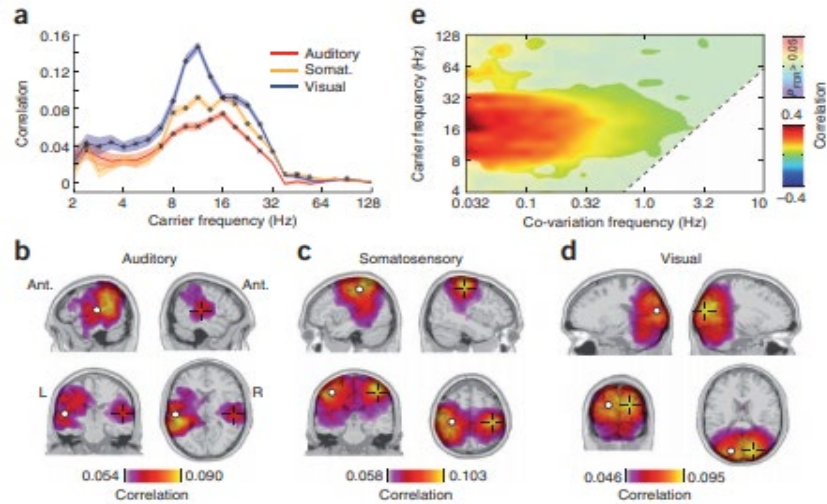 a
0.16
0.12
0.08
0.04
0
Correlation
Auditory
Somat.
Visual
2 4 8 16 32 64 128
Carrier frequency (Hz)
e
128
64
32
16
8
4
Carrier frequency (Hz)
0.032 0.1 0.32 1.0 3.2 10
Co-variation frequency (Hz)
pFDR > 0.05
0.4
−0.4
Correlation
b Auditory
Ant. Ant.
L R
0.054 0.090
Correlation
c Somatosensory
0.058 0.103
Correlation
d Visual
0.046 0.095
Correlation